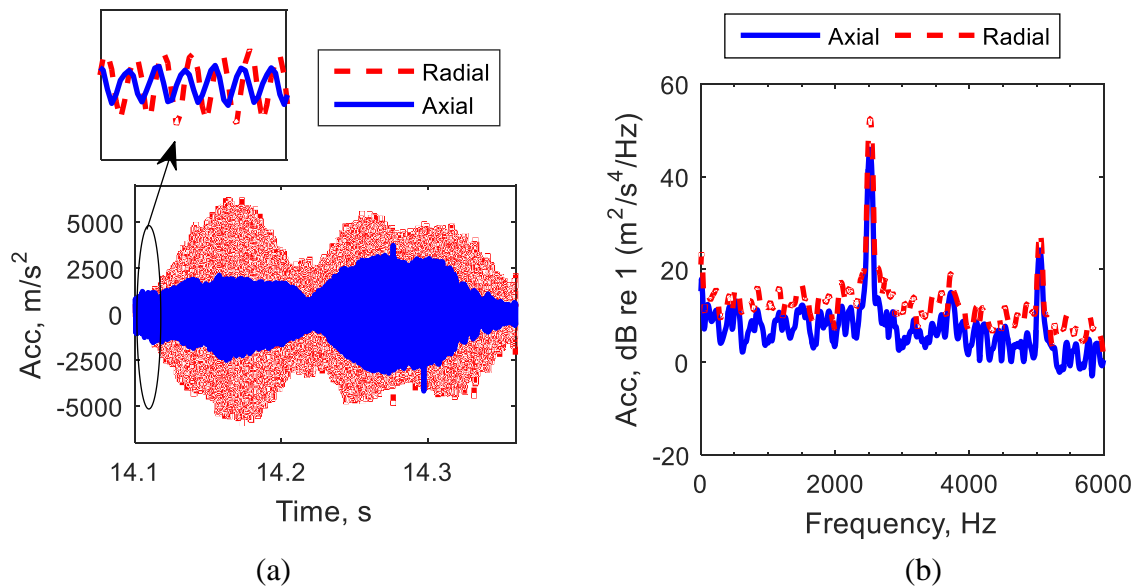 Radial
Axial
Acc, m/s²
5000
2500
0
-2500
-5000
14.1 14.2 14.3
Time, s
(a)
Axial Radial
Acc, dB re 1 (m²/s⁴/Hz)
60
40
20
0
-20
0 2000 4000 6000
Frequency, Hz
(b)